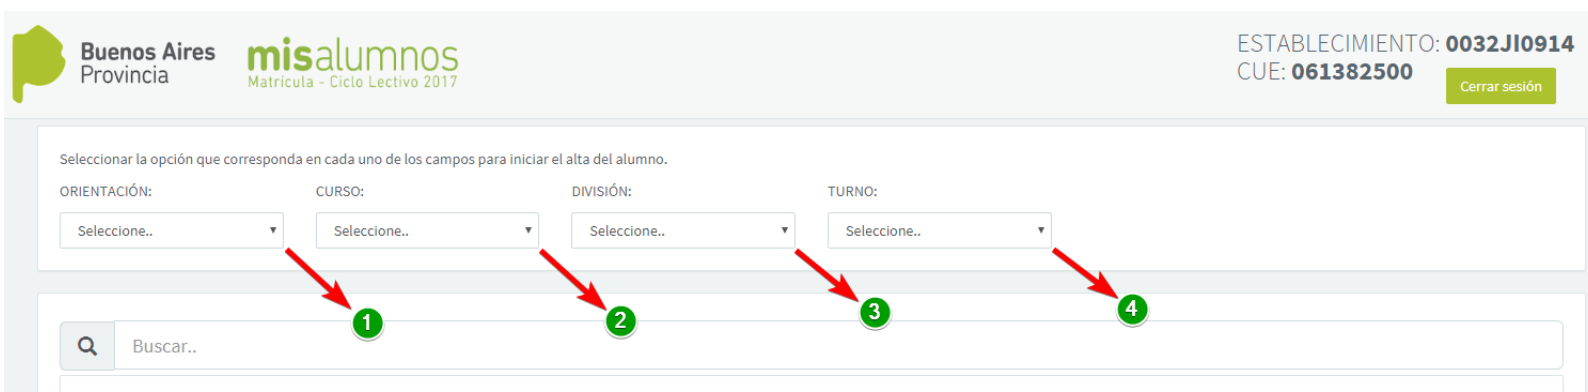 Buenos Aires
Provincia
misalumnos
Matrícula - Ciclo Lectivo 2017
ESTABLECIMIENTO: 0032JI0914
CUE: 061382500
Cerrar sesión
Seleccionar la opción que corresponda en cada uno de los campos para iniciar el alta del alumno.
ORIENTACIÓN: CURSO: DIVISIÓN: TURNO:
Seleccione.. Seleccione.. Seleccione.. Seleccione..
1 2 3 4
Buscar..